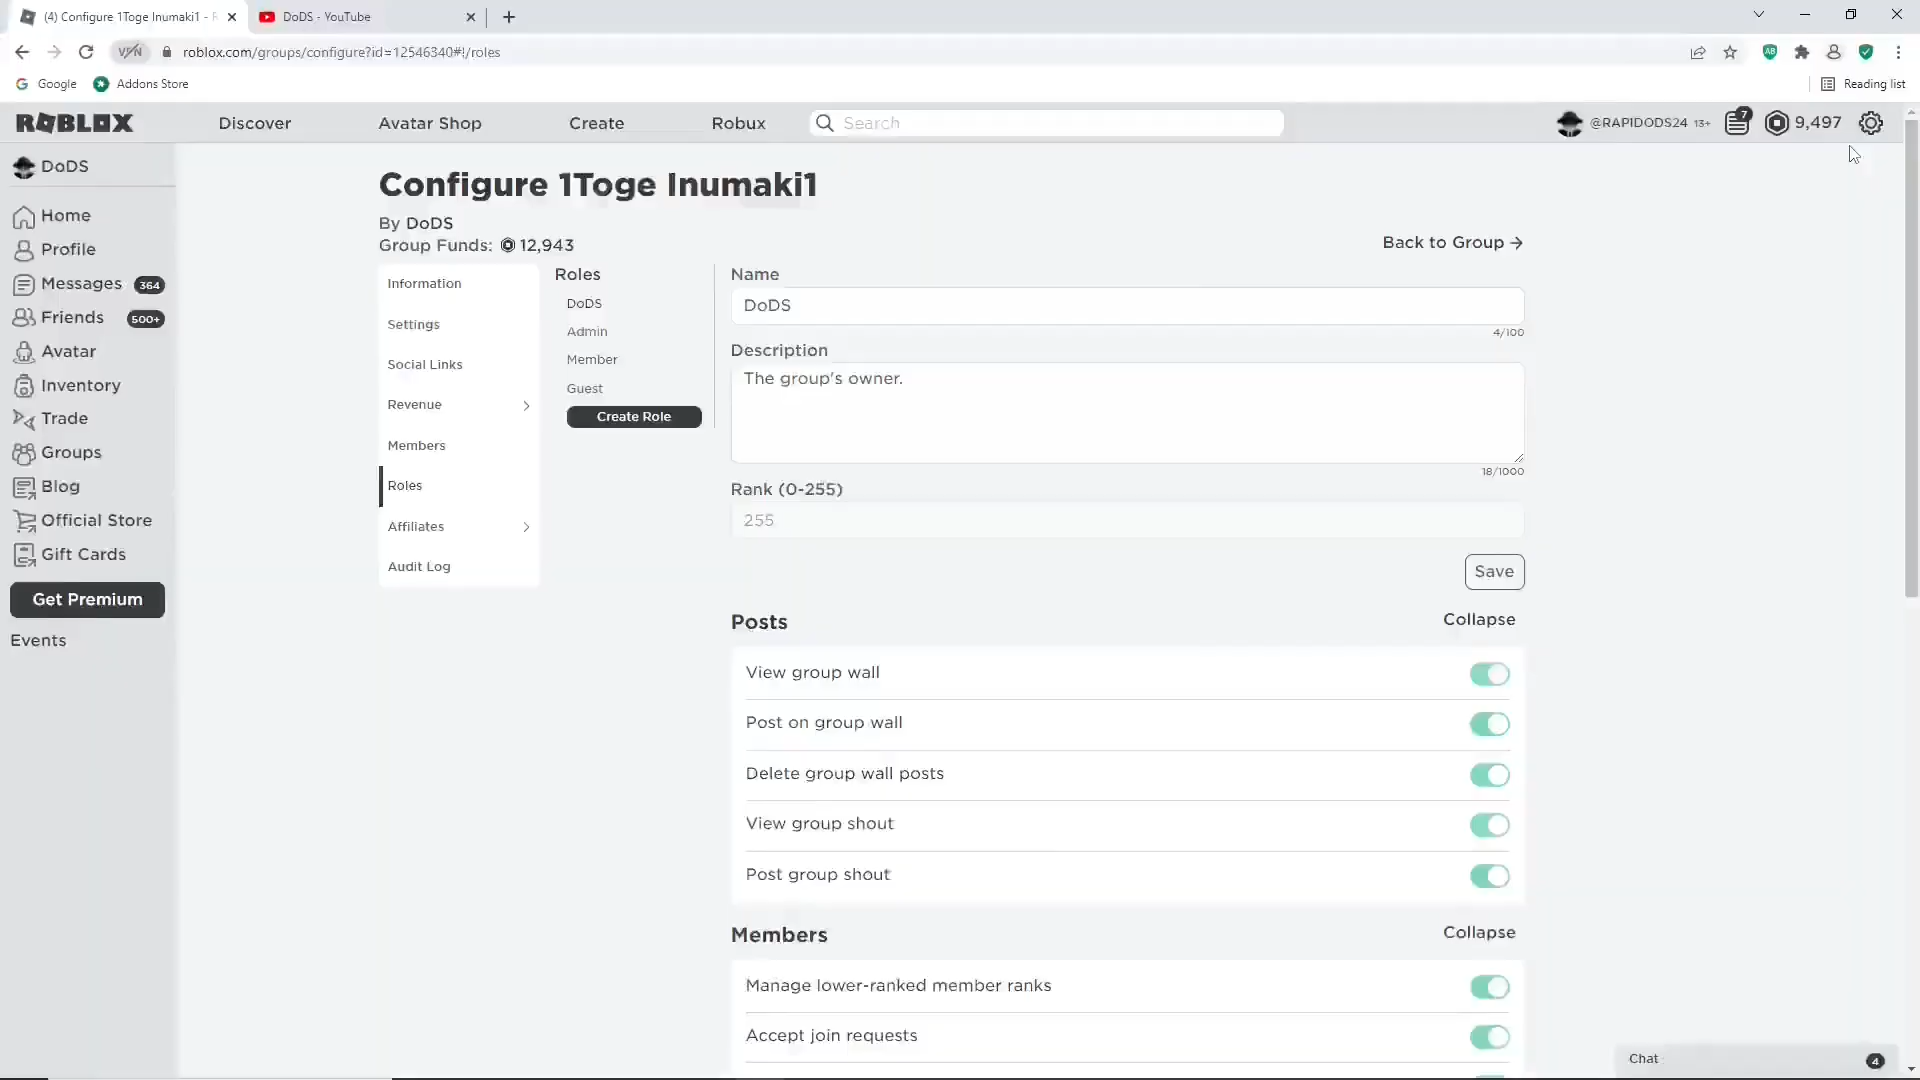 (4) Configure 1Toge Inumaki1 -
DoDS - YouTube
VPN
roblox.com/groups/configure?id=12546340#!/roles
Google
Addons Store
Reading list
ROBLOX
Discover
Avatar Shop
Create
Robux
Search
@RAPIDODS24 13+
7
9,497
DoDS
Home
Profile
Messages 364
Friends 500+
Avatar
Inventory
Trade
Groups
Blog
Official Store
Gift Cards
Get Premium
Events
Configure 1Toge Inumaki1
By DoDS
Group Funds: 12,943
Back to Group →
Information
Settings
Social Links
Revenue
Members
Roles
Affiliates
Audit Log
Roles
DoDS
Admin
Member
Guest
Create Role
Name
DoDS
4/100
Description
The group's owner.
18/1000
Rank (0-255)
255
Save
Posts
Collapse
View group wall
Post on group wall
Delete group wall posts
View group shout
Post group shout
Members
Collapse
Manage lower-ranked member ranks
Accept join requests
Chat
4